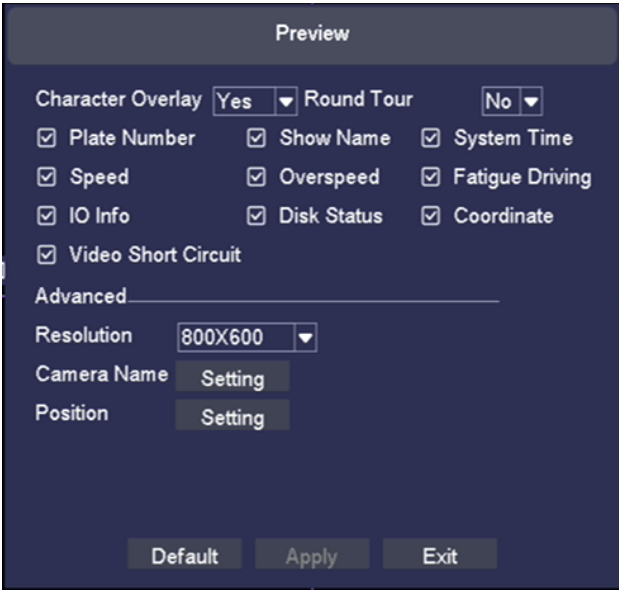 Preview
Character Overlay Yes Round Tour No
Plate Number Show Name System Time
Speed Overspeed Fatigue Driving
IO Info Disk Status Coordinate
Video Short Circuit
Advanced
Resolution 800X600
Camera Name Setting
Position Setting
Default Apply Exit